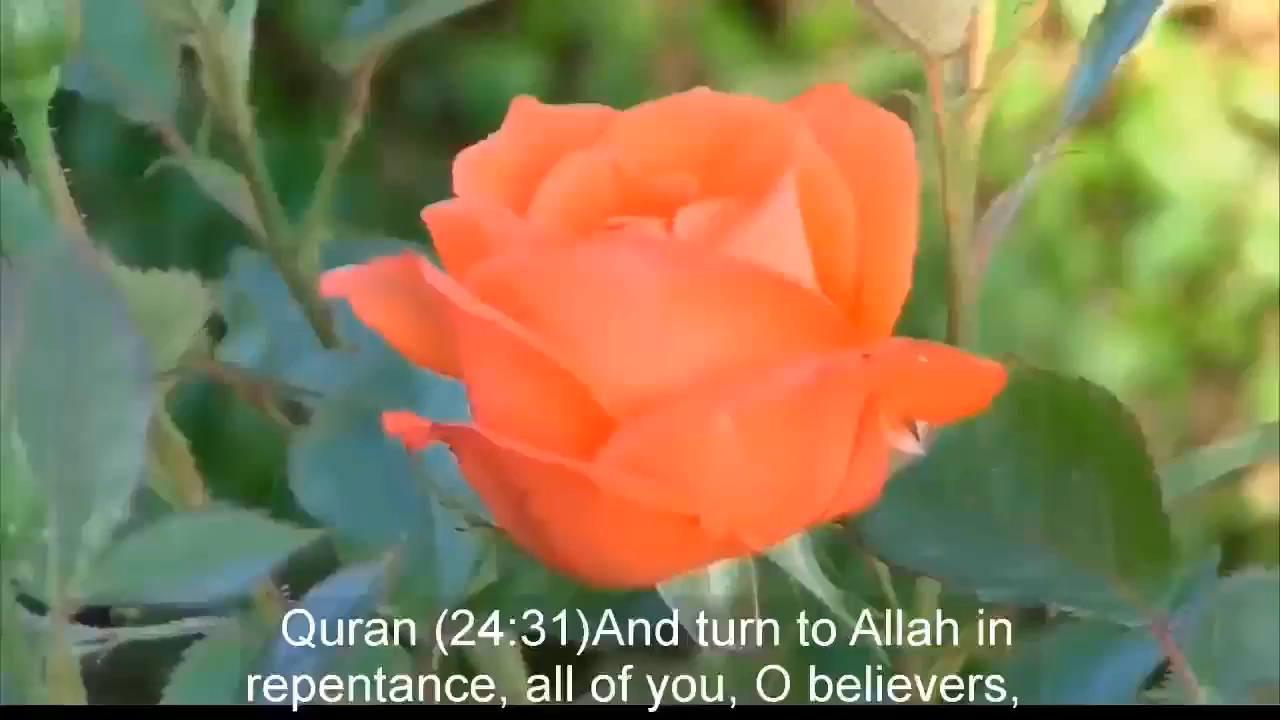 Quran (24:31)And turn to Allah in
repentance, all of you, O believers,